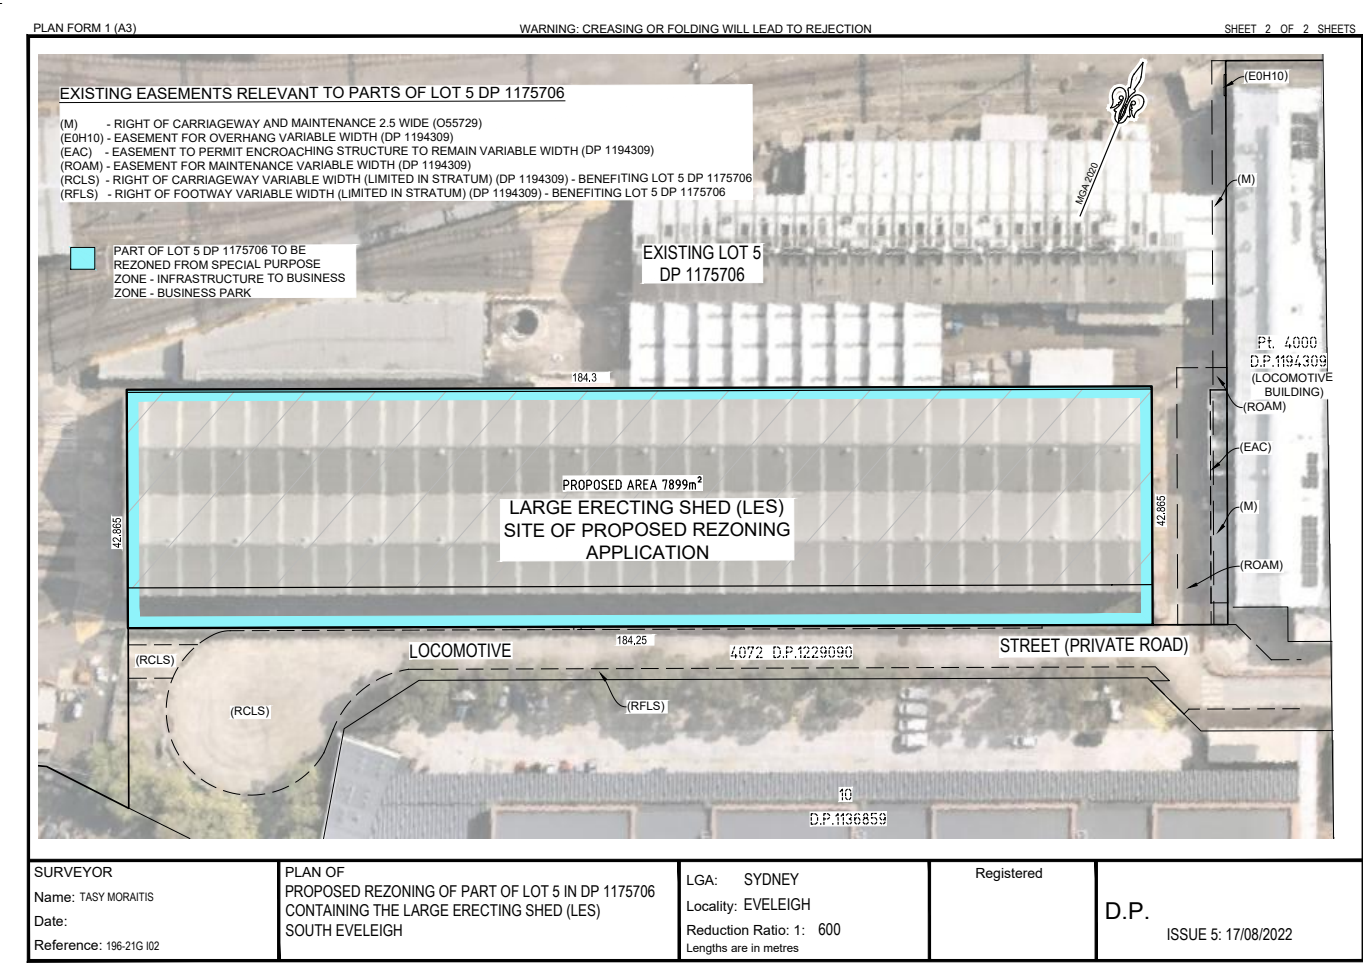 PLAN FORM 1 (A3)
WARNING: CREASING OR FOLDING WILL LEAD TO REJECTION
SHEET 2 OF 2 SHEETS
EXISTING EASEMENTS RELEVANT TO PARTS OF LOT 5 DP 1175706
(M) - RIGHT OF CARRIAGEWAY AND MAINTENANCE 2.5 WIDE (O55729)
(E0H10) - EASEMENT FOR OVERHANG VARIABLE WIDTH (DP 1194309)
(EAC) - EASEMENT TO PERMIT ENCROACHING STRUCTURE TO REMAIN VARIABLE WIDTH (DP 1194309)
(ROAM) - EASEMENT FOR MAINTENANCE VARIABLE WIDTH (DP 1194309)
(RCLS) - RIGHT OF CARRIAGEWAY VARIABLE WIDTH (LIMITED IN STRATUM) (DP 1194309) - BENEFITING LOT 5 DP 1175706
(RFLS) - RIGHT OF FOOTWAY VARIABLE WIDTH (LIMITED IN STRATUM) (DP 1194309) - BENEFITING LOT 5 DP 1175706
PART OF LOT 5 DP 1175706 TO BE
REZONED FROM SPECIAL PURPOSE
ZONE - INFRASTRUCTURE TO BUSINESS
ZONE - BUSINESS PARK
MGA 2020
(E0H10)
(M)
EXISTING LOT 5
DP 1175706
Pt. 4000
D.P.1194309
(LOCOMOTIVE
BUILDING)
(ROAM)
(EAC)
(M)
(ROAM)
184.3
42.865
PROPOSED AREA 7899m²
LARGE ERECTING SHED (LES)
SITE OF PROPOSED REZONING
APPLICATION
42.865
184.25
LOCOMOTIVE
4072 D.P.1229090
STREET (PRIVATE ROAD)
(RCLS)
(RCLS)
(RFLS)
10
D.P.1136859
SURVEYOR
Name: TASY MORAITIS
Date:
Reference: 196-21G I02
PLAN OF
PROPOSED REZONING OF PART OF LOT 5 IN DP 1175706
CONTAINING THE LARGE ERECTING SHED (LES)
SOUTH EVELEIGH
LGA: SYDNEY
Locality: EVELEIGH
Reduction Ratio: 1: 600
Lengths are in metres
Registered
D.P.
ISSUE 5: 17/08/2022